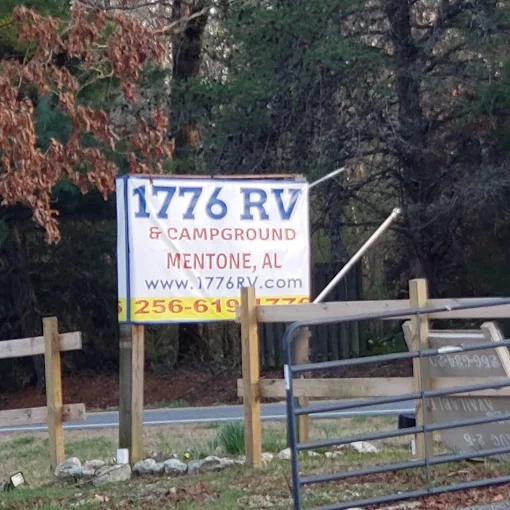 1776 RV
& CAMPGROUND
MENTONE, AL
www.1776RV.com
256-619-1776